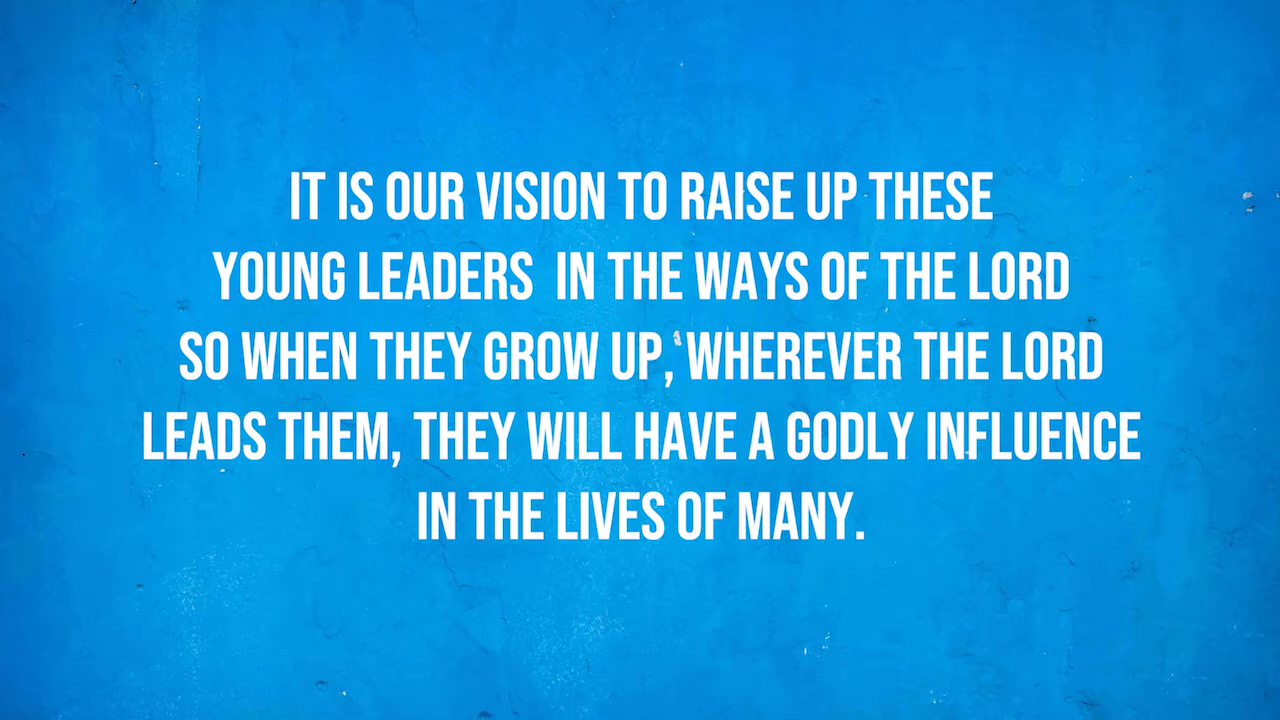 IT IS OUR VISION TO RAISE UP THESE
YOUNG LEADERS  IN THE WAYS OF THE LORD
SO WHEN THEY GROW UP, WHEREVER THE LORD
LEADS THEM, THEY WILL HAVE A GODLY INFLUENCE
IN THE LIVES OF MANY.